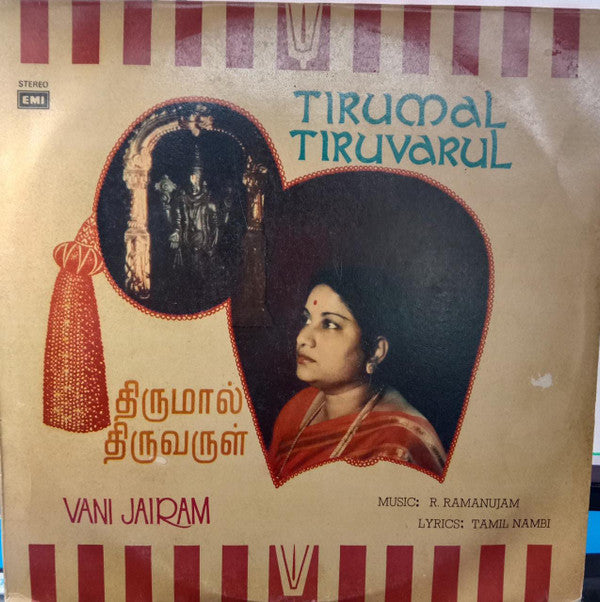 STEREO
EMI
TIRUMAL
TIRUVARUL
திருமால்
திருவருள்
VANI JAIRAM
MUSIC: R. RAMANUJAM
LYRICS: TAMIL NAMBI